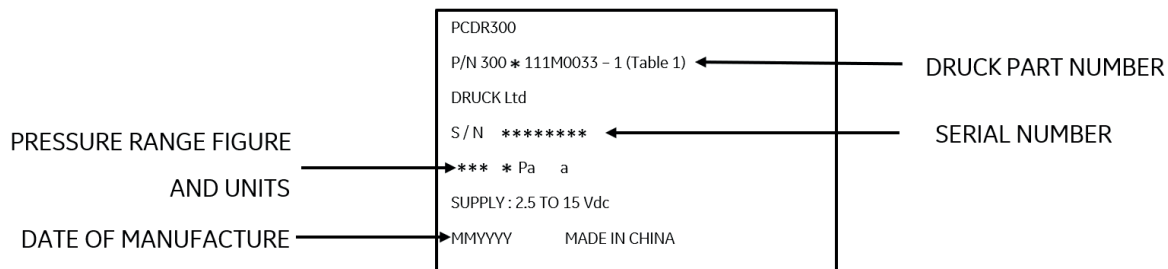 PCDR300
P/N 300 * 111M0033 – 1 (Table 1)
DRUCK PART NUMBER
DRUCK Ltd
S / N ********
SERIAL NUMBER
PRESSURE RANGE FIGURE
AND UNITS
*** * Pa a
SUPPLY : 2.5 TO 15 Vdc
DATE OF MANUFACTURE
MMYYYY MADE IN CHINA